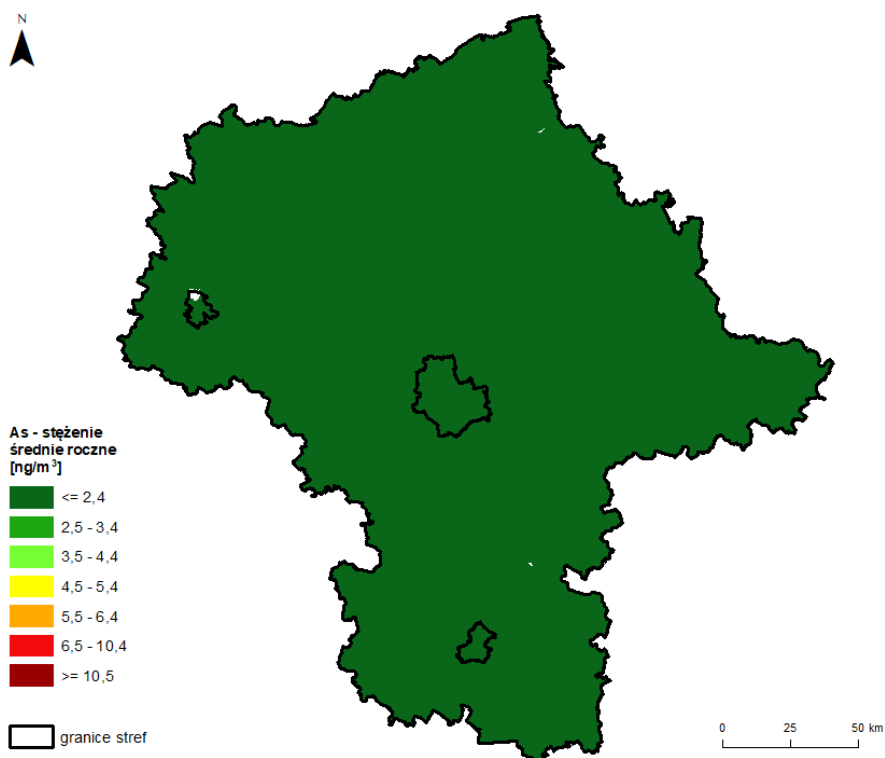 N
As - stężenie
średnie roczne
[ng/m³]
<= 2,4
2,5 - 3,4
3,5 - 4,4
4,5 - 5,4
5,5 - 6,4
6,5 - 10,4
>= 10,5
granice stref
0 25 50 km